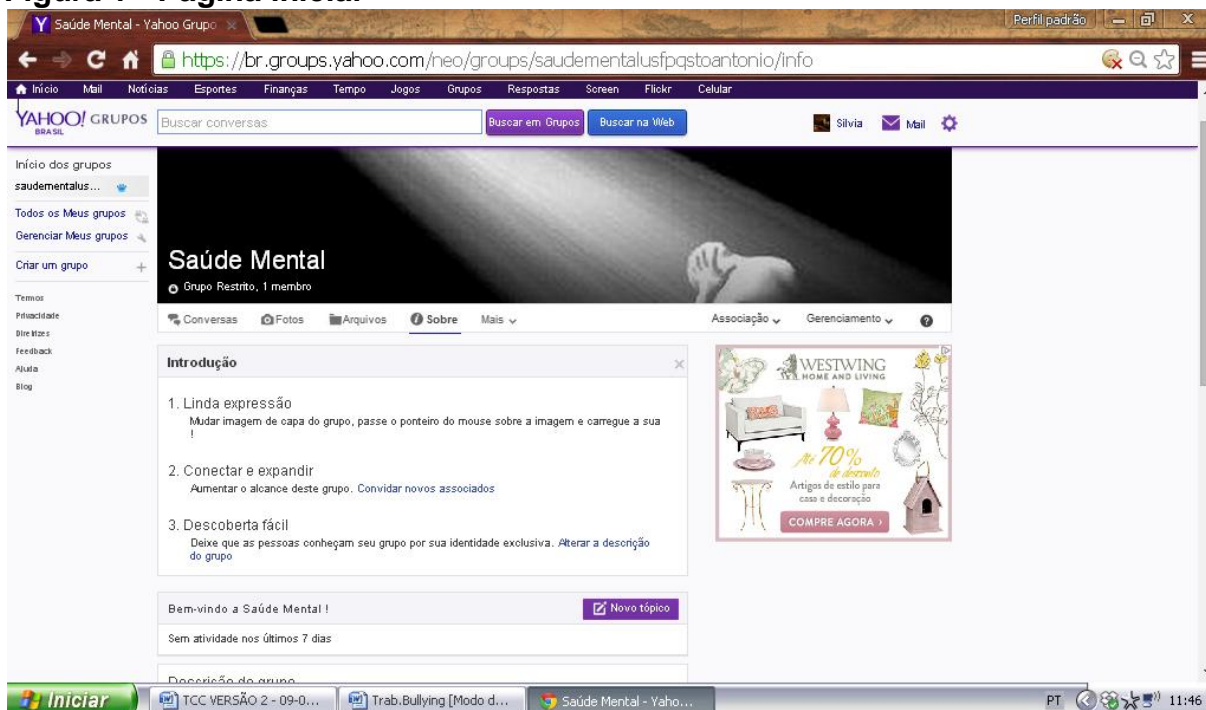 Figura 1 - Página Inicial
Saúde Mental - Yahoo Grupo
Perfil padrão
https://br.groups.yahoo.com/neo/groups/saudementalusfpqstoantonio/info
Início Mail Notícias Esportes Finanças Tempo Jogos Grupos Respostas Screen Flickr Celular
YAHOO! GRUPOS
BRASIL
Buscar conversas
Buscar em Grupos
Buscar na Web
Silvia
Mail
Início dos grupos
saudementalus...
Todos os Meus grupos
Gerenciar Meus grupos
Criar um grupo
Termos
Privacidade
Diretrizes
Feedback
Ajuda
Blog
Saúde Mental
Grupo Restrito, 1 membro
Conversas Fotos Arquivos Sobre Mais
Associação Gerenciamento
Introdução
1. Linda expressão
Mudar imagem de capa do grupo, passe o ponteiro do mouse sobre a imagem e carregue a sua
!
2. Conectar e expandir
Aumentar o alcance deste grupo. Convidar novos associados
3. Descoberta fácil
Deixe que as pessoas conheçam seu grupo por sua identidade exclusiva. Alterar a descrição
do grupo
Bem-vindo a Saúde Mental !
Novo tópico
Sem atividade nos últimos 7 dias
Descrição do grupo
WESTWING
HOME AND LIVING
Até 70%
de desconto
Artigos de estilo para
casa e decoração
COMPRE AGORA >
Iniciar
TCC VERSÃO 2 - 09-0...
Trab.Bullying [Modo d...
Saúde Mental - Yaho...
PT
11:46